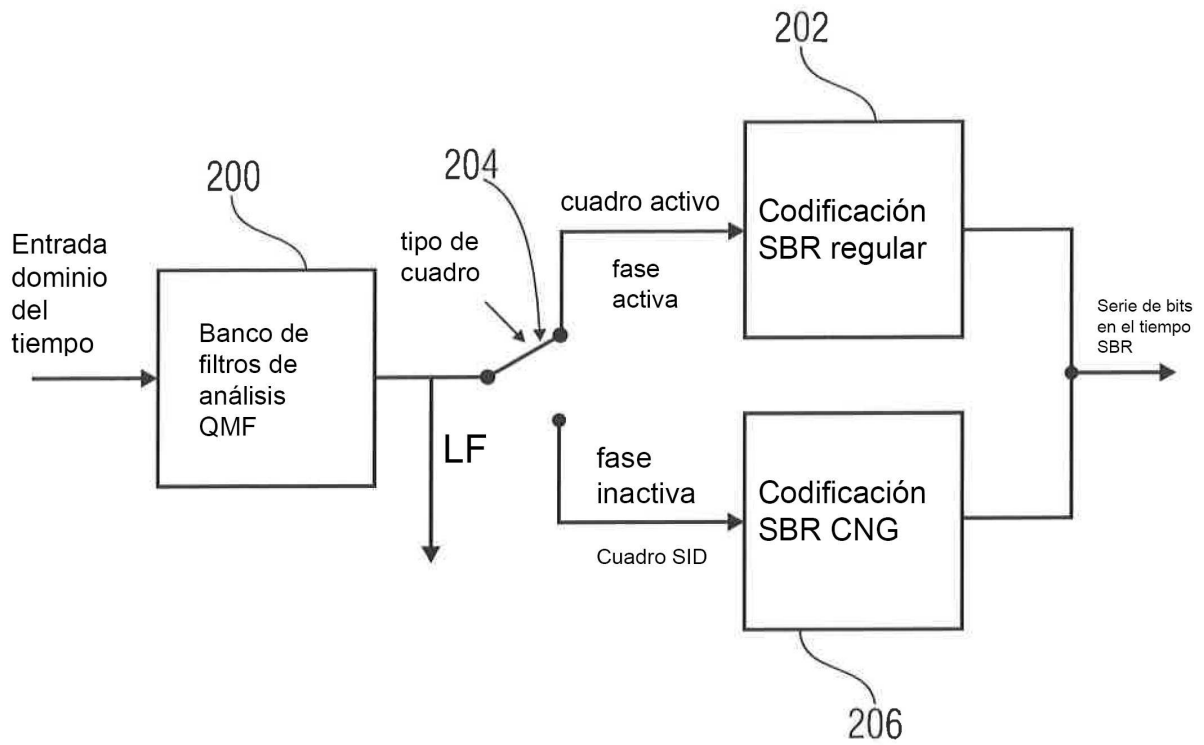 202
200
204
Entrada
dominio
del
tiempo
Banco de
filtros de
análisis
QMF
tipo de
cuadro
cuadro activo
fase
activa
Codificación
SBR regular
Serie de bits
en el tiempo
SBR
LF
fase
inactiva
Cuadro SID
Codificación
SBR CNG
206